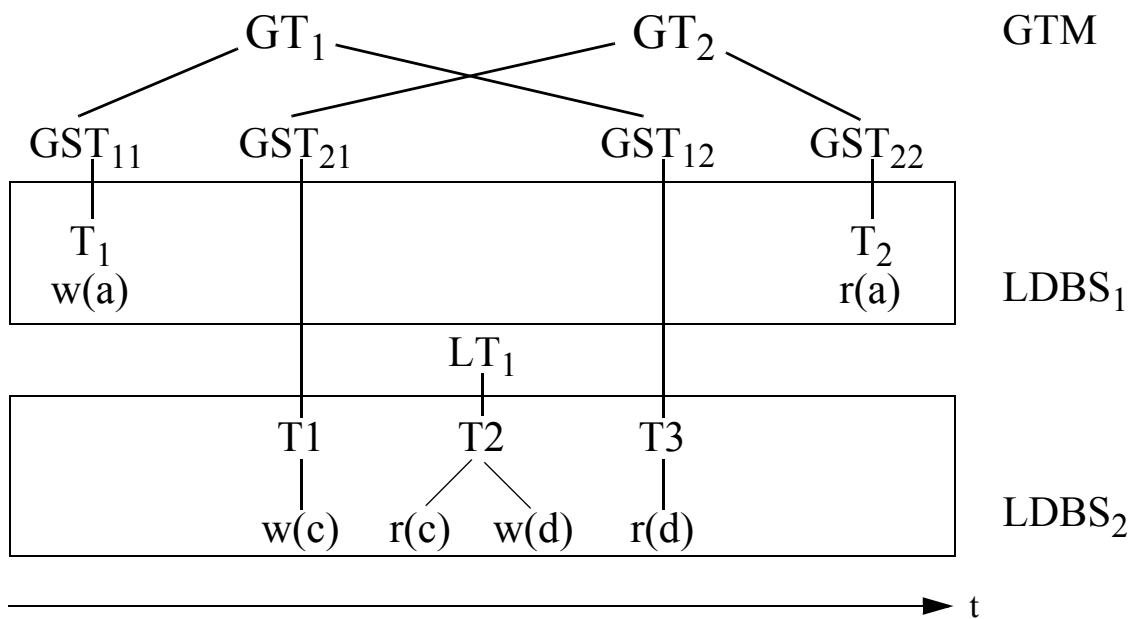 GT₁ GT₂ GTM
GST₁₁ GST₂₁ GST₁₂ GST₂₂
T₁ T₂
w(a) r(a) LDBS₁
LT₁
T1 T2 T3
w(c) r(c) w(d) r(d) LDBS₂
t